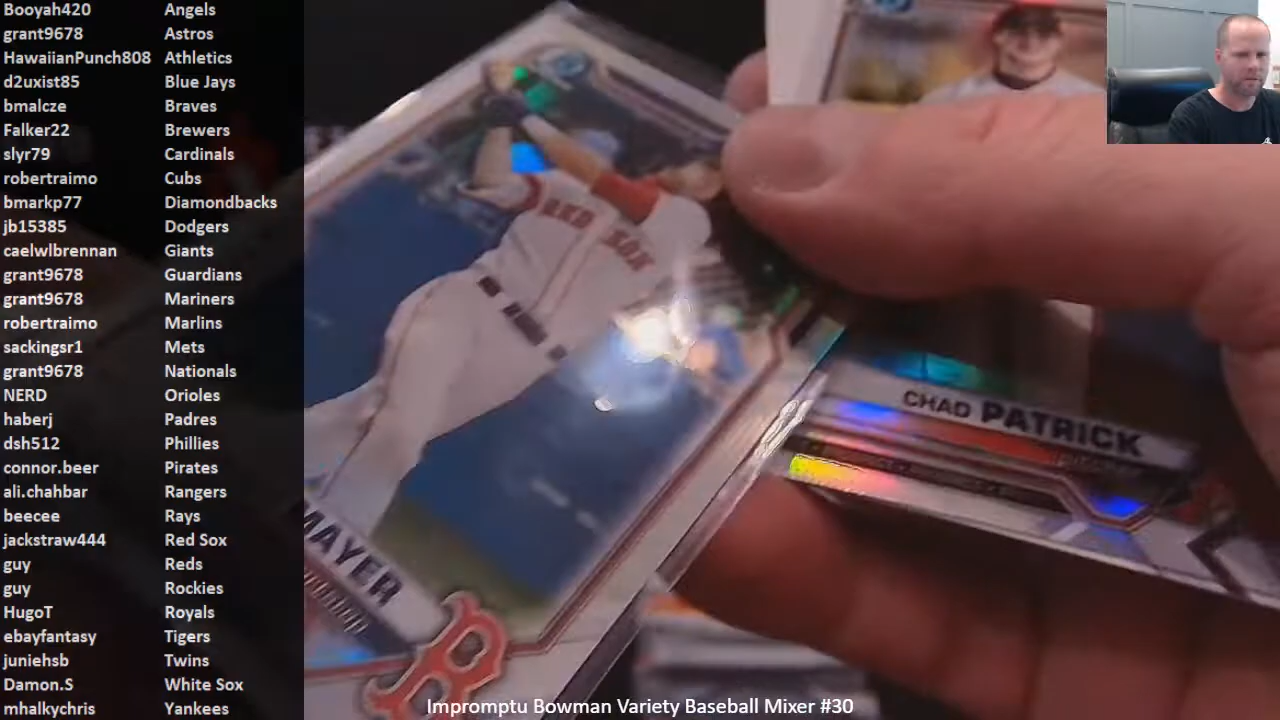 Booyah420 Angels
grant9678 Astros
HawaiianPunch808 Athletics
d2uxist85 Blue Jays
bmalcze Braves
Falker22 Brewers
slyr79 Cardinals
robertraimo Cubs
bmarkp77 Diamondbacks
jb15385 Dodgers
caelwlbrennan Giants
grant9678 Guardians
grant9678 Mariners
robertraimo Marlins
sackingsr1 Mets
grant9678 Nationals
NERD Orioles
haberj Padres
dsh512 Phillies
connor.beer Pirates
ali.chahbar Rangers
beecee Rays
jackstraw444 Red Sox
guy Reds
guy Rockies
HugoT Royals
ebayfantasy Tigers
juniehsb Twins
Damon.S White Sox
mhalkychris Yankees
RED SOX
MAYER
B
CHAD PATRICK
Impromptu Bowman Variety Baseball Mixer #30